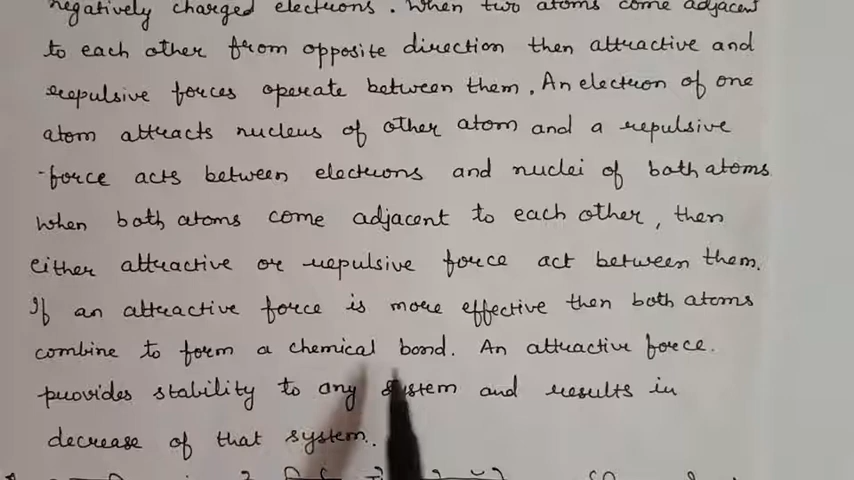 negatively charged electrons. When two atoms come adjacent
to each other from opposite direction then attractive and
repulsive forces operate between them. An electron of one
atom attracts nucleus of other atom and a repulsive
force acts between electrons and nuclei of both atoms
when both atoms come adjacent to each other, then
either attractive or repulsive force act between them.
If an attractive force is more effective then both atoms
combine to form a chemical bond. An attractive force.
provides stability to any system and results in
decrease of that system.